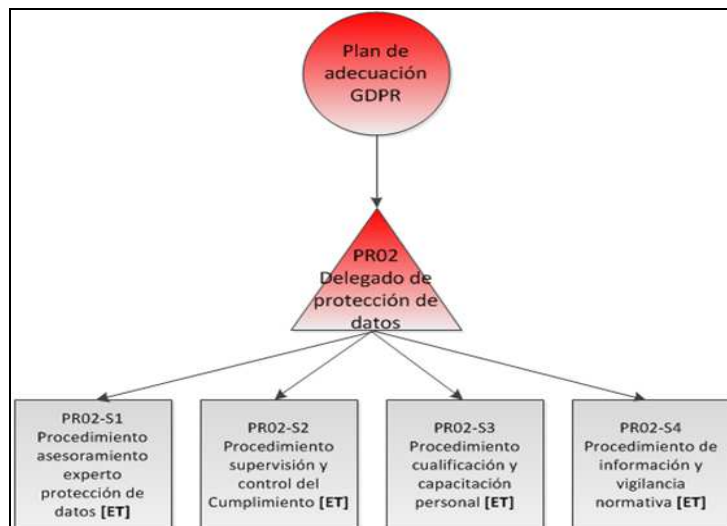 Plan de
adecuación
GDPR
PR02
Delegado de
protección de
datos
PR02-S1
Procedimiento
asesoramiento
experto
protección de
datos [ET]
PR02-S2
Procedimiento
supervisión y
control del
Cumplimiento [ET]
PR02-S3
Procedimiento
cualificación y
capacitación
personal [ET]
PR02-S4
Procedimiento de
información y
vigilancia
normativa [ET]